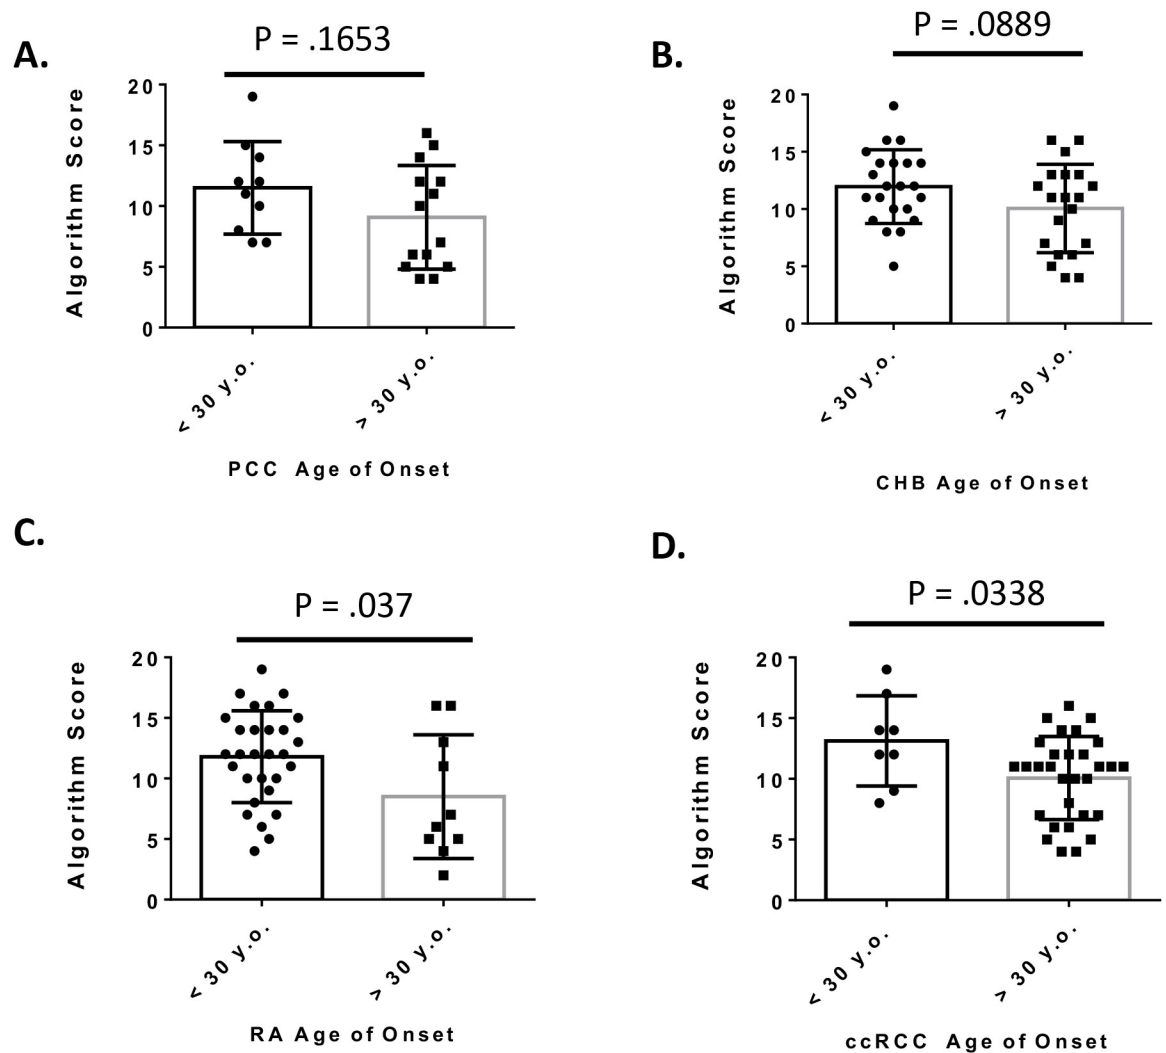 A.
P = .1653
Algorithm Score
20
15
10
5
0
< 30 y.o.
> 30 y.o.
PCC Age of Onset
B.
P = .0889
Algorithm Score
20
15
10
5
0
< 30 y.o.
> 30 y.o.
CHB Age of Onset
C.
P = .037
Algorithm Score
20
15
10
5
0
< 30 y.o.
> 30 y.o.
RA Age of Onset
D.
P = .0338
Algorithm Score
20
15
10
5
0
< 30 y.o.
> 30 y.o.
ccRCC Age of Onset